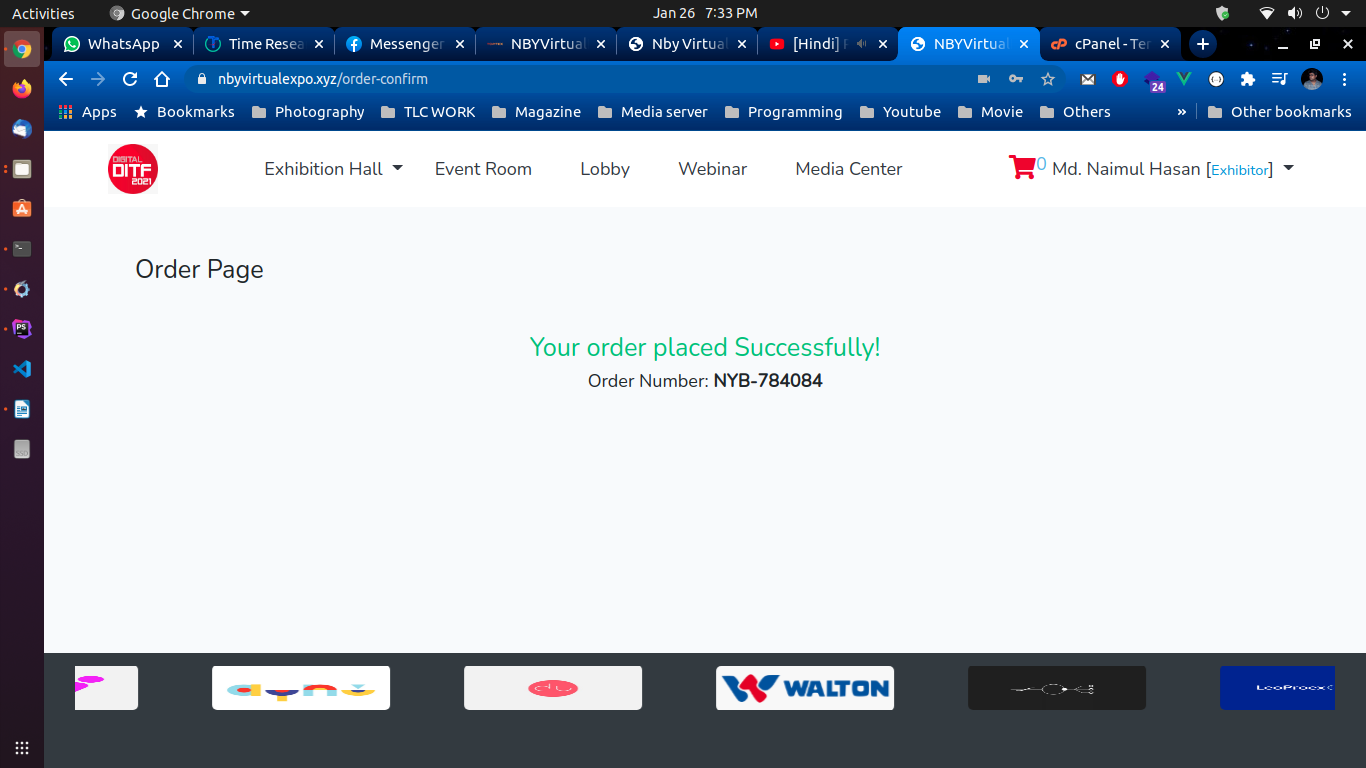 Activities Google Chrome Jan 26 7:33 PM
WhatsApp Time Resea Messenger NBYVirtual Nby Virtual [Hindi] NBYVirtual cPanel - Ter
nbyvirtualexpo.xyz/order-confirm
24
Apps Bookmarks Photography TLC WORK Magazine Media server Programming Youtube Movie Others » Other bookmarks
DIGITAL
DITF
2021
Exhibition Hall Event Room Lobby Webinar Media Center 0 Md. Naimul Hasan [Exhibitor]
Order Page
Your order placed Successfully!
Order Number: NYB-784084
WALTON
LeoProex
PS
SSD